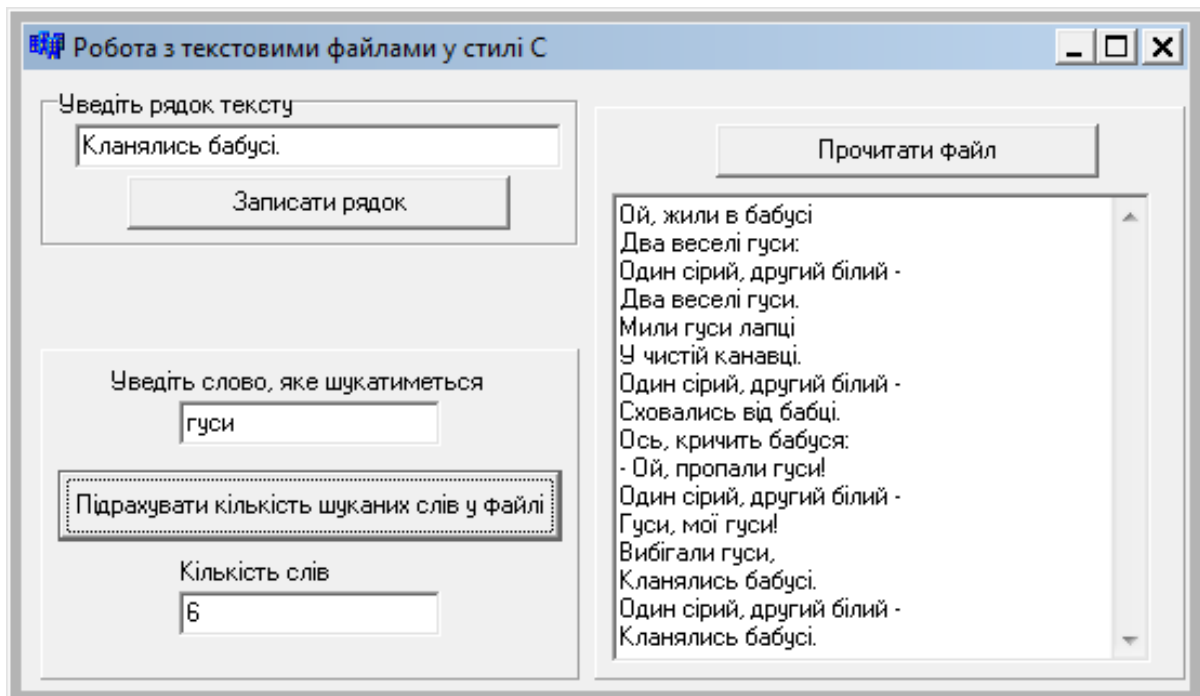 Робота з текстовими файлами у стилі С
Уведіть рядок тексту
Кланялись бабусі.
Записати рядок
Уведіть слово, яке шукатиметься
гуси
Підрахувати кількість шуканих слів у файлі
Кількість слів
6
Прочитати файл
Ой, жили в бабусі
Два веселі гуси:
Один сірий, другий білий -
Два веселі гуси.
Мили гуси лапці
У чистій канавці.
Один сірий, другий білий -
Сховались від бабці.
Ось, кричить бабуся:
- Ой, пропали гуси!
Один сірий, другий білий -
Гуси, мої гуси!
Вибігали гуси,
Кланялись бабусі.
Один сірий, другий білий -
Кланялись бабусі.